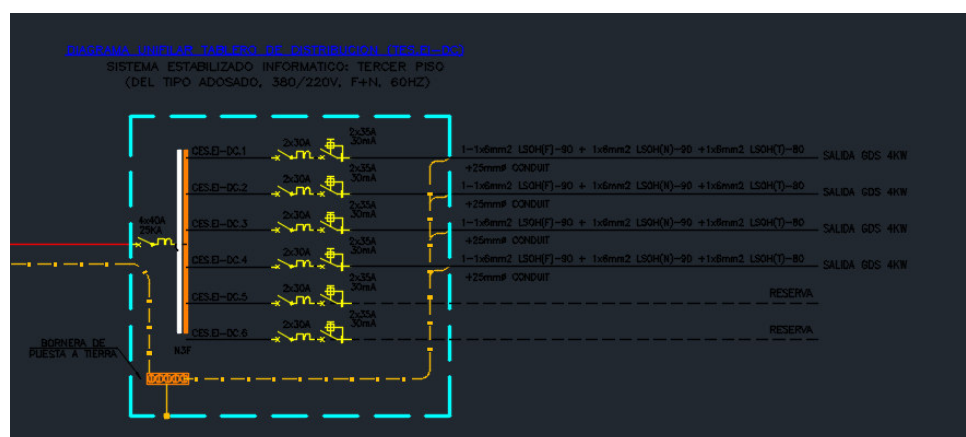 DIAGRAMA UNIFILAR TABLERO DE DISTRIBUCION (TES.EI-DC)
SISTEMA ESTABILIZADO INFORMATICO: TERCER PISO
(DEL TIPO ADOSADO, 380/220V, F+N, 60HZ)
4x40A
25KA
CES.EI-DC.1
2x30A
2x35A
30mA
1-1x6mm2 LSOH(F)-90 + 1x6mm2 LSOH(N)-90 +1x6mm2 LSOH(T)-80
+25mmø CONDUIT
SALIDA GDS 4KW
CES.EI-DC.2
2x30A
2x35A
30mA
1-1x6mm2 LSOH(F)-90 + 1x6mm2 LSOH(N)-90 +1x6mm2 LSOH(T)-80
+25mmø CONDUIT
SALIDA GDS 4KW
CES.EI-DC.3
2x30A
2x35A
30mA
1-1x6mm2 LSOH(F)-90 + 1x6mm2 LSOH(N)-90 +1x6mm2 LSOH(T)-80
+25mmø CONDUIT
SALIDA GDS 4KW
CES.EI-DC.4
2x30A
2x35A
30mA
1-1x6mm2 LSOH(F)-90 + 1x6mm2 LSOH(N)-90 +1x6mm2 LSOH(T)-80
+25mmø CONDUIT
SALIDA GDS 4KW
CES.EI-DC.5
2x30A
2x35A
30mA
RESERVA
CES.EI-DC.6
2x30A
2x35A
30mA
RESERVA
N3F
BORNERA DE
PUESTA A TIERRA